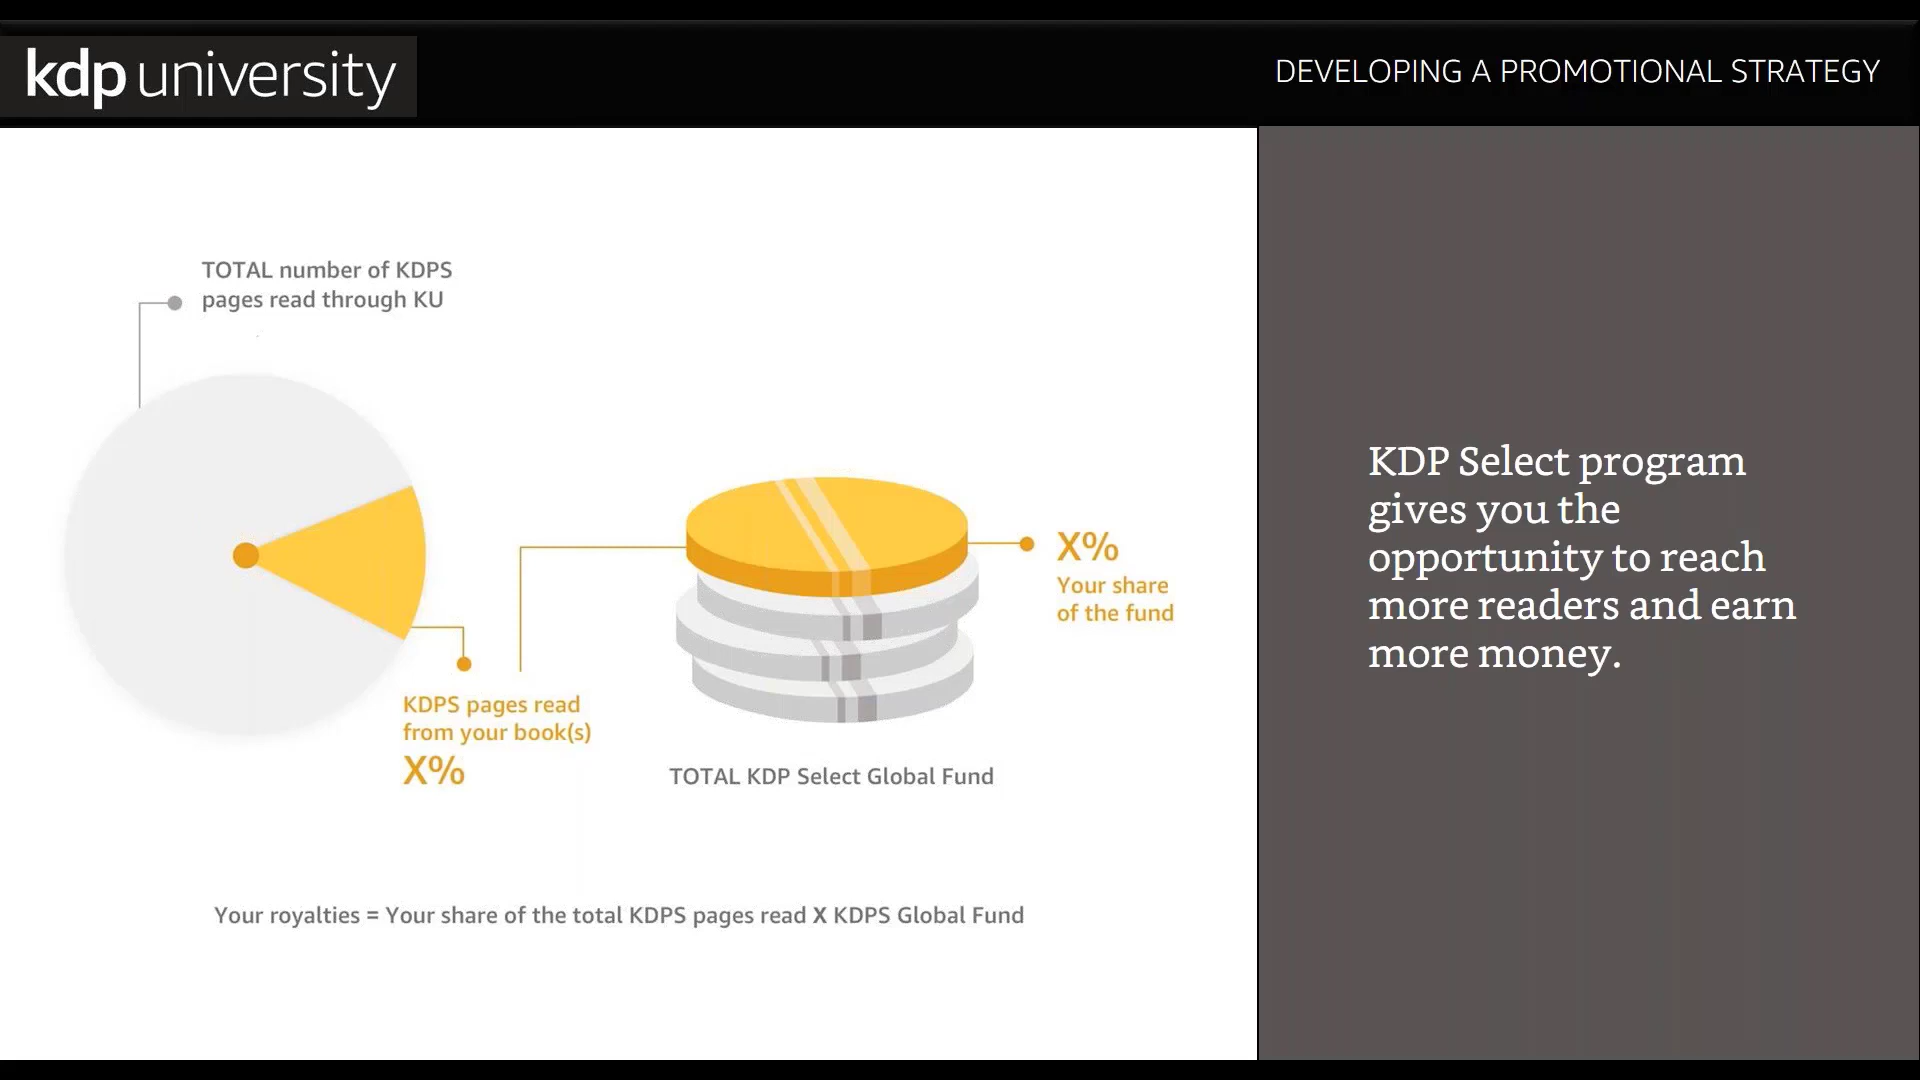 kdp university
DEVELOPING A PROMOTIONAL STRATEGY
TOTAL number of KDPS
pages read through KU
KDPS pages read
from your book(s)
X%
X%
Your share
of the fund
TOTAL KDP Select Global Fund
Your royalties = Your share of the total KDPS pages read X KDPS Global Fund
KDP Select program
gives you the
opportunity to reach
more readers and earn
more money.